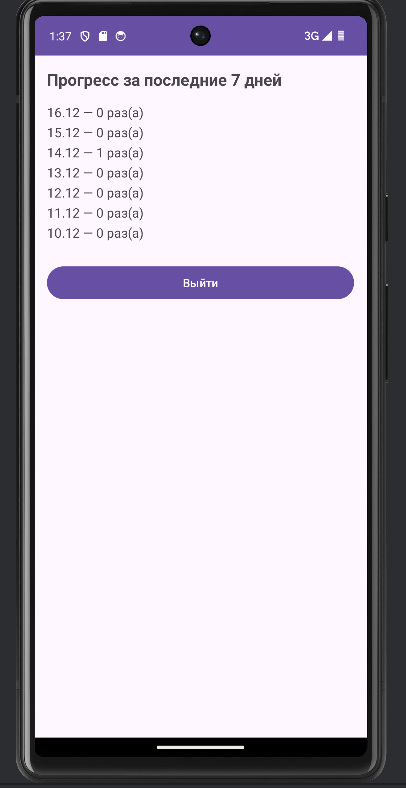 1:37 3G
Прогресс за последние 7 дней
16.12 — 0 раз(а)
15.12 — 0 раз(а)
14.12 — 1 раз(а)
13.12 — 0 раз(а)
12.12 — 0 раз(а)
11.12 — 0 раз(а)
10.12 — 0 раз(а)
Выйти